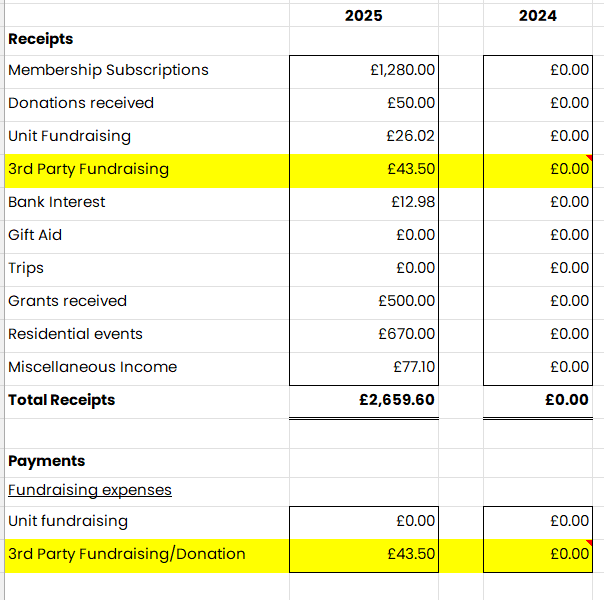 2025 2024
Receipts
Membership Subscriptions £1,280.00 £0.00
Donations received £50.00 £0.00
Unit Fundraising £26.02 £0.00
3rd Party Fundraising £43.50 £0.00
Bank Interest £12.98 £0.00
Gift Aid £0.00 £0.00
Trips £0.00 £0.00
Grants received £500.00 £0.00
Residential events £670.00 £0.00
Miscellaneous Income £77.10 £0.00
Total Receipts £2,659.60 £0.00
Payments
Fundraising expenses
Unit fundraising £0.00 £0.00
3rd Party Fundraising/Donation £43.50 £0.00